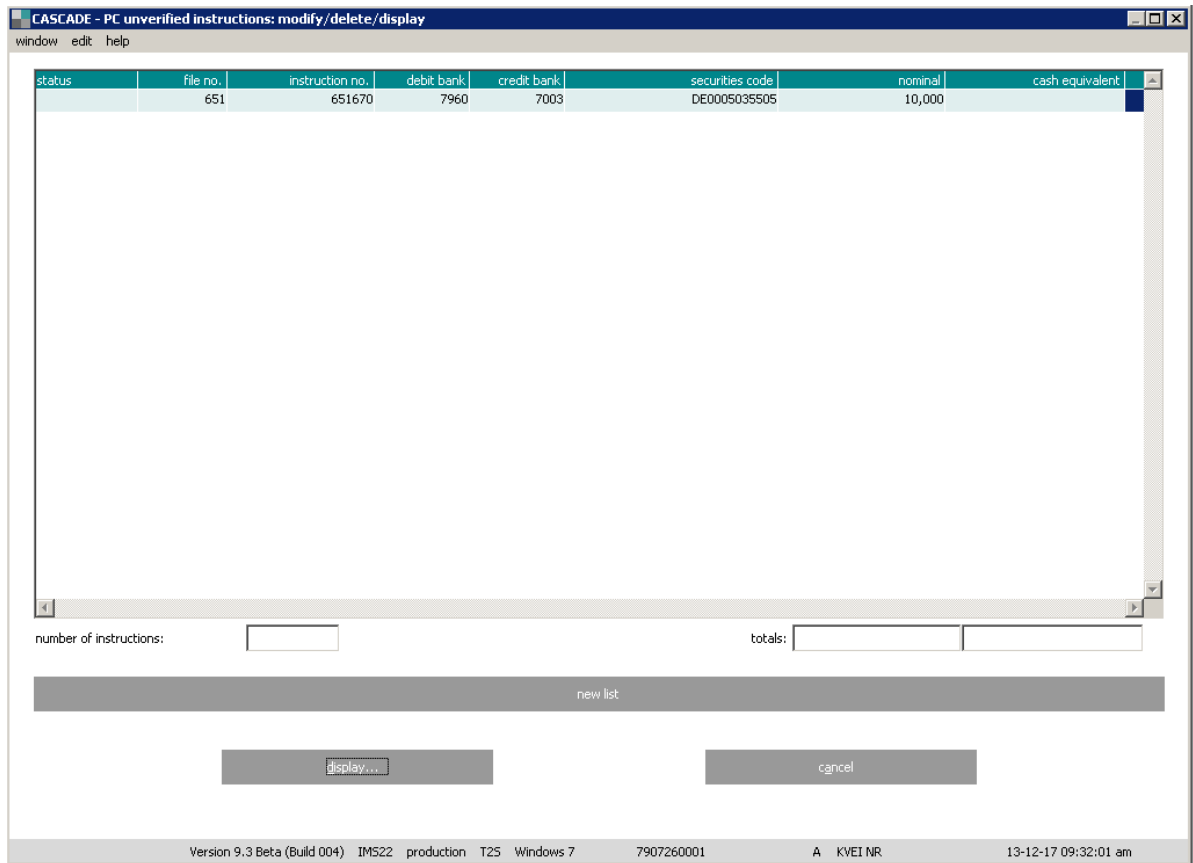 CASCADE - PC unverified instructions: modify/delete/display
window edit help
status file no. instruction no. debit bank credit bank securities code nominal cash equivalent
651 651670 7960 7003 DE0005035505 10,000
number of instructions: totals:
new list
display... cancel
Version 9.3 Beta (Build 004) IMS22 production T2S Windows 7 7907260001 A KVEI NR 13-12-17 09:32:01 am